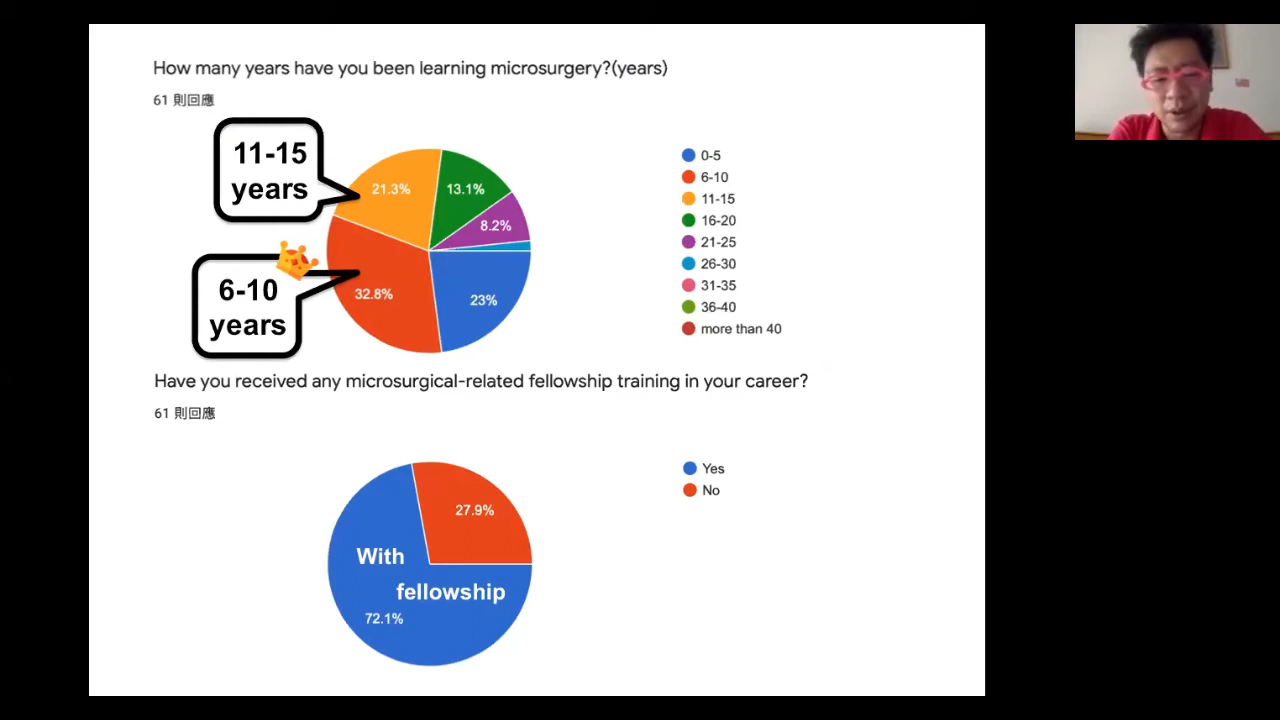 How many years have you been learning microsurgery?(years)
61 則回應
11-15
years
6-10
years
21.3%
13.1%
8.2%
32.8%
23%
0-5
6-10
11-15
16-20
21-25
26-30
31-35
36-40
more than 40
Have you received any microsurgical-related fellowship training in your career?
61 則回應
27.9%
With
fellowship
72.1%
Yes
No